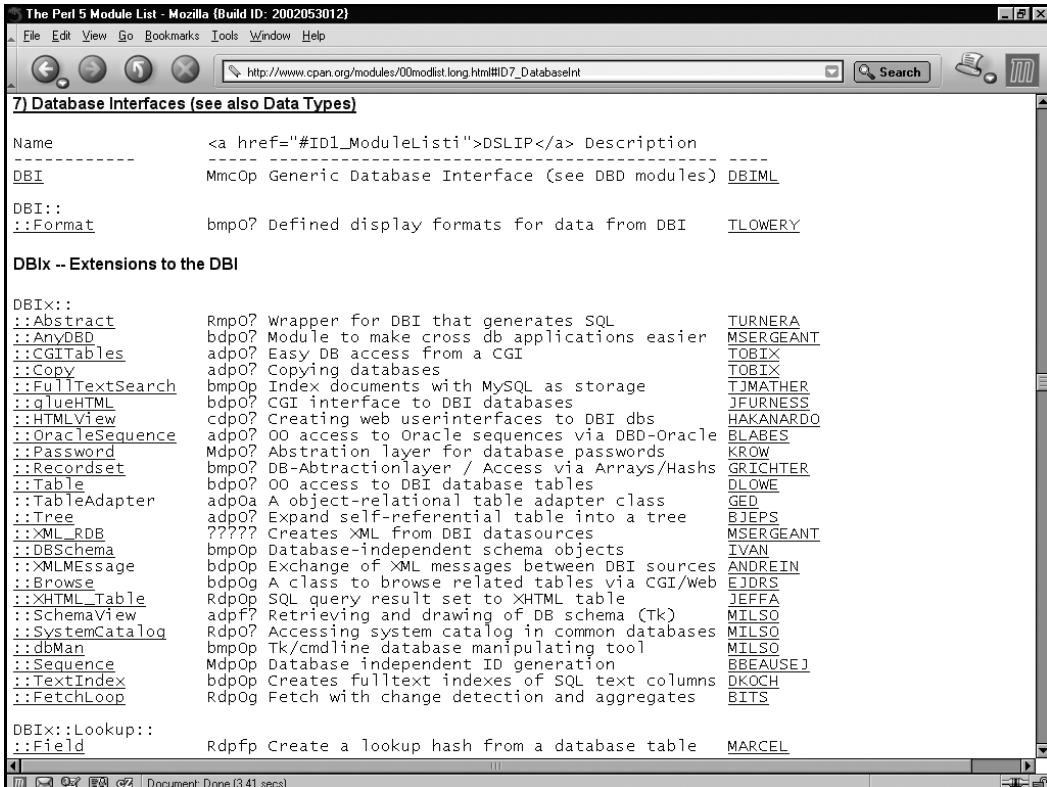 The Perl 5 Module List - Mozilla {Build ID: 2002053012}
File Edit View Go Bookmarks Tools Window Help
http://www.cpan.org/modules/00modlist.long.html#ID7_DatabaseInt Search
7) Database Interfaces (see also Data Types)
Name <a href="#ID1_ModuleListi">DSLIP</a> Description
------------ ----- --------------------------------------------- ----
DBI MmcOp Generic Database Interface (see DBD modules) DBIML
DBI::
::Format bmpO? Defined display formats for data from DBI TLOWERY
DBIx -- Extensions to the DBI
DBIx::
::Abstract RmpO? Wrapper for DBI that generates SQL TURNERA
::AnyDBD bdpO? Module to make cross db applications easier MSERGEANT
::CGITables adpO? Easy DB access from a CGI TOBIX
::Copy adpO? Copying databases TOBIX
::FullTextSearch bmpOp Index documents with MySQL as storage TJMATHER
::glueHTML bdpO? CGI interface to DBI databases JFURNESS
::HTMLView cdpO? Creating web userinterfaces to DBI dbs HAKANARDO
::OracleSequence adpO? OO access to Oracle sequences via DBD-Oracle BLABES
::Password MdpO? Abstration layer for database passwords KROW
::Recordset bmpO? DB-Abtractionlayer / Access via Arrays/Hashs GRICHTER
::Table bdpO? OO access to DBI database tables DLOWE
::TableAdapter adpOa A object-relational table adapter class GED
::Tree adpO? Expand self-referential table into a tree BJEPS
::XML_RDB ????? Creates XML from DBI datasources MSERGEANT
::DBSchema bmpOp Database-independent schema objects IVAN
::XMLMEssage bdpOp Exchange of XML messages between DBI sources ANDREIN
::Browse bdpOg A class to browse related tables via CGI/Web EJDRS
::XHTML_Table RdpOp SQL query result set to XHTML table JEFFA
::SchemaView adpf? Retrieving and drawing of DB schema (Tk) MILSO
::SystemCatalog RdpO? Accessing system catalog in common databases MILSO
::dbMan bmpOp Tk/cmdline database manipulating tool MILSO
::Sequence MdpOp Database independent ID generation BBEAUSEJ
::TextIndex bdpOp Creates fulltext indexes of SQL text columns DKOCH
::FetchLoop RdpOg Fetch with change detection and aggregates BITS
DBIx::Lookup::
::Field Rdpfp Create a lookup hash from a database table MARCEL
Document: Done (3.41 secs)